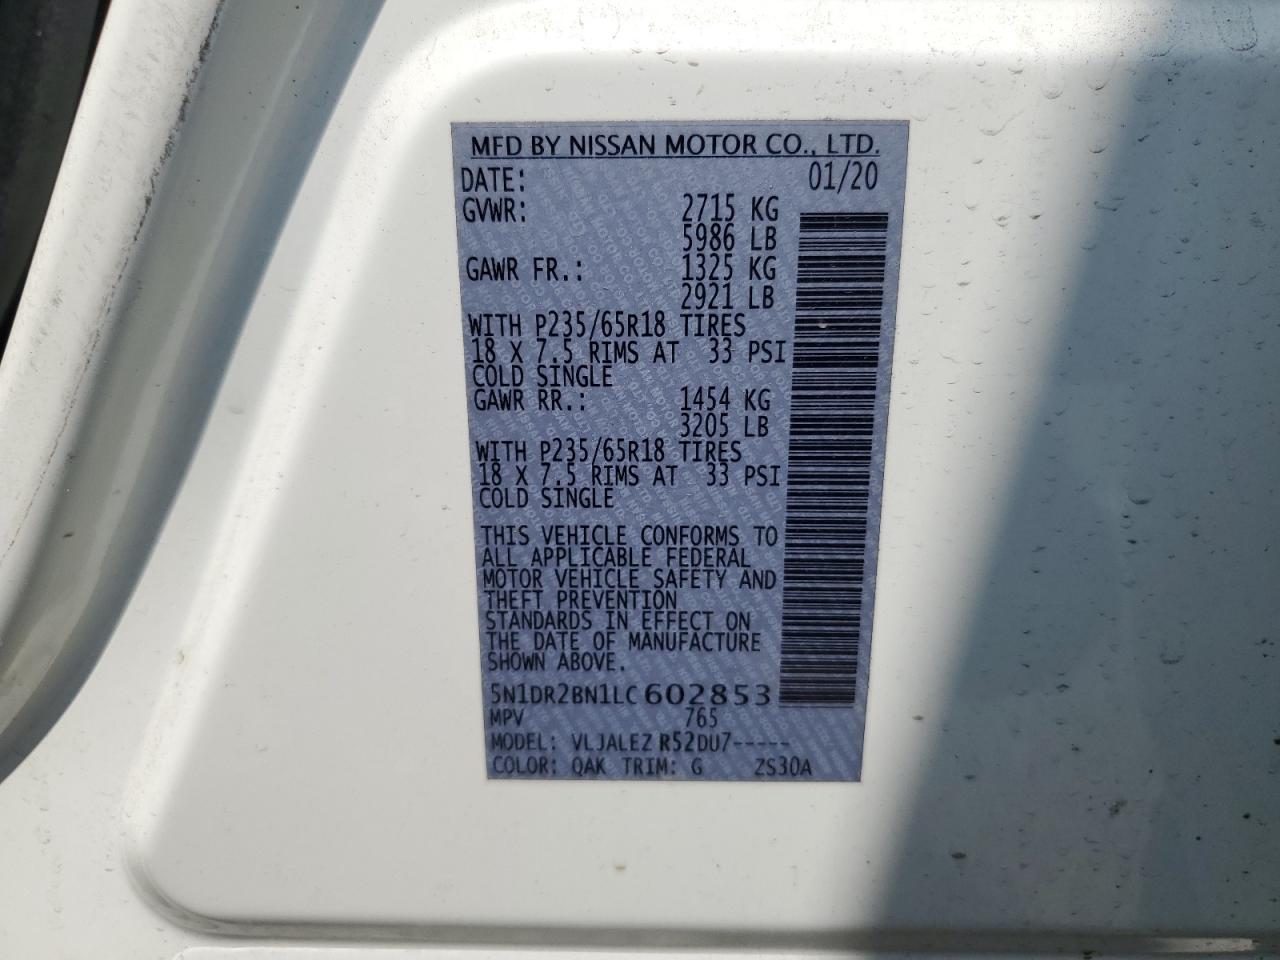 MFD BY NISSAN MOTOR CO., LTD.
DATE: 01/20
GVWR: 2715 KG
5986 LB
GAWR FR.: 1325 KG
2921 LB
WITH P235/65R18 TIRES
18 X 7.5 RIMS AT 33 PSI
COLD SINGLE
GAWR RR.: 1454 KG
3205 LB
WITH P235/65R18 TIRES
18 X 7.5 RIMS AT 33 PSI
COLD SINGLE
THIS VEHICLE CONFORMS TO
ALL APPLICABLE FEDERAL
MOTOR VEHICLE SAFETY AND
THEFT PREVENTION
STANDARDS IN EFFECT ON
THE DATE OF MANUFACTURE
SHOWN ABOVE.
5N1DR2BN1LC602853
MPV 765
MODEL: VLJALEZ R52DU7-----
COLOR: QAK TRIM: G ZS30A